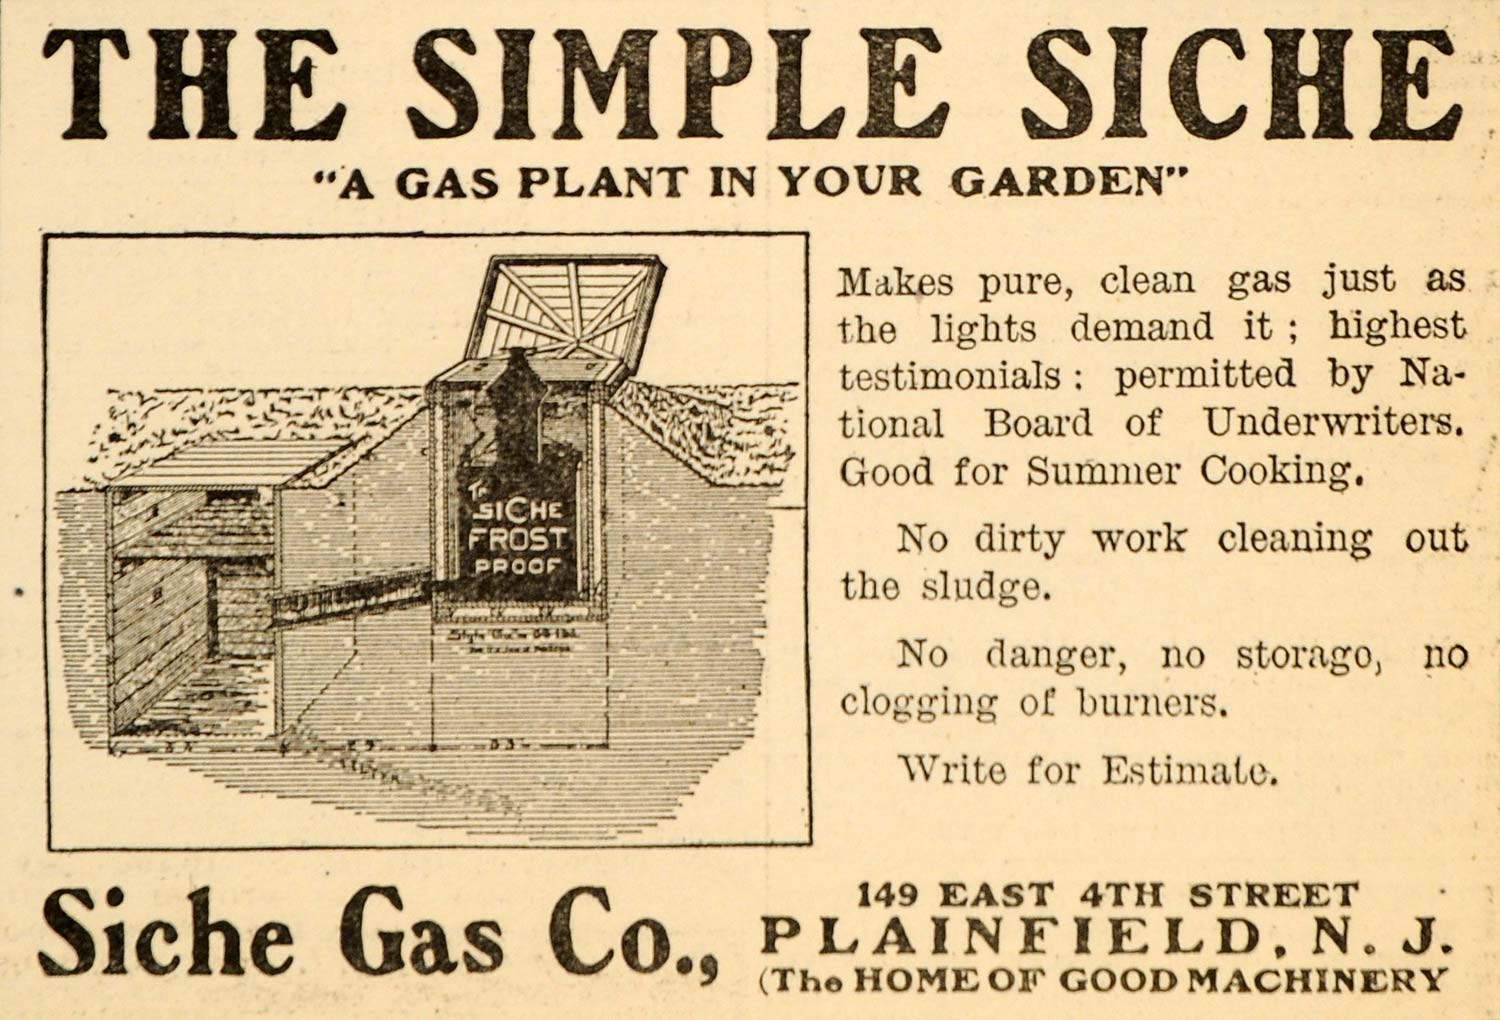 THE SIMPLE SICHE
"A GAS PLANT IN YOUR GARDEN"
SICHE
FROST
PROOF
Makes pure, clean gas just as
the lights demand it ; highest
testimonials : permitted by Na-
tional Board of Underwriters.
Good for Summer Cooking.
No dirty work cleaning out
the sludge.
No danger, no storage, no
clogging of burners.
Write for Estimate.
Siche Gas Co.,
149 EAST 4TH STREET
PLAINFIELD, N. J.
(The HOME OF GOOD MACHINERY